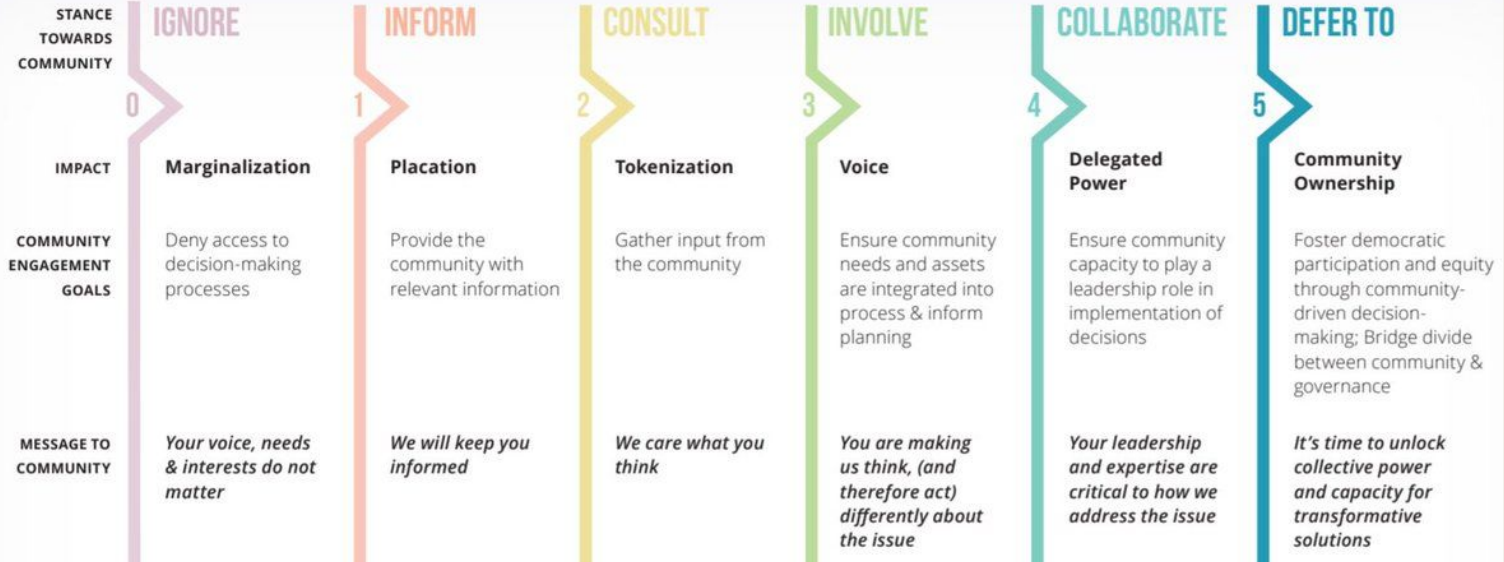 STANCE
TOWARDS
COMMUNITY
IGNORE
INFORM
CONSULT
INVOLVE
COLLABORATE
DEFER TO
0
1
2
3
4
5
IMPACT
Marginalization
Placation
Tokenization
Voice
Delegated
Power
Community
Ownership
COMMUNITY
ENGAGEMENT
GOALS
Deny access to
decision-making
processes
Provide the
community with
relevant information
Gather input from
the community
Ensure community
needs and assets
are integrated into
process & inform
planning
Ensure community
capacity to play a
leadership role in
implementation of
decisions
Foster democratic
participation and equity
through community-
driven decision-
making; Bridge divide
between community &
governance
MESSAGE TO
COMMUNITY
Your voice, needs
& interests do not
matter
We will keep you
informed
We care what you
think
You are making
us think, (and
therefore act)
differently about
the issue
Your leadership
and expertise are
critical to how we
address the issue
It's time to unlock
collective power
and capacity for
transformative
solutions